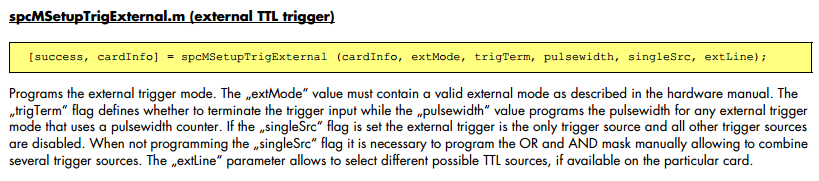 spcMSetupTrigExternal.m (external TTL trigger)
[success, cardInfo] = spcMSetupTrigExternal (cardInfo, extMode, trigTerm, pulsewidth, singleSrc, extLine);
Programs the external trigger mode. The „extMode“ value must contain a valid external mode as described in the hardware manual. The
„trigTerm“ flag defines whether to terminate the trigger input while the „pulsewidth“ value programs the pulsewidth for any external trigger
mode that uses a pulsewidth counter. If the „singleSrc“ flag is set the external trigger is the only trigger source and all other trigger sources
are disabled. When not programming the „singleSrc“ flag it is necessary to program the OR and AND mask manually allowing to combine
several trigger sources. The „extLine“ parameter allows to select different possible TTL sources, if available on the particular card.